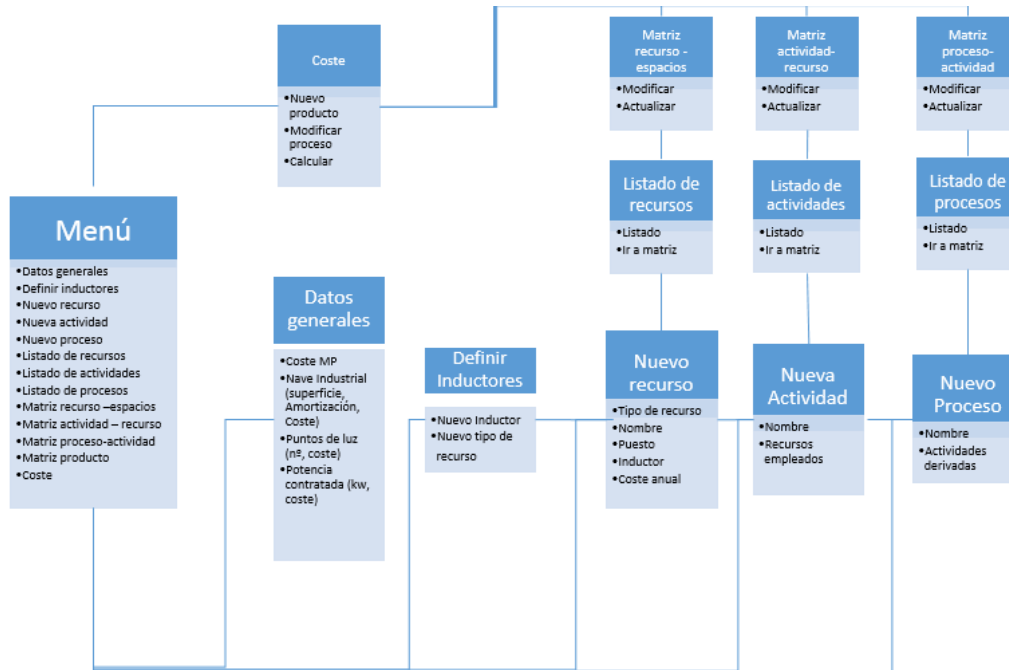 Menú
•Datos generales
•Definir inductores
•Nuevo recurso
•Nueva actividad
•Nuevo proceso
•Listado de recursos
•Listado de actividades
•Listado de procesos
•Matriz recurso –espacios
•Matriz actividad – recurso
•Matriz proceso-actividad
•Matriz producto
•Coste
Coste
•Nuevo
producto
•Modificar
proceso
•Calcular
Datos
generales
•Coste MP
•Nave Industrial
(superficie,
Amortización,
Coste)
•Puntos de luz
(nº, coste)
•Potencia
contratada (kw,
coste)
Definir
Inductores
•Nuevo Inductor
•Nuevo tipo de
recurso
Matriz
recurso -
espacios
•Modificar
•Actualizar
Listado de
recursos
•Listado
•Ir a matriz
Nuevo
recurso
•Tipo de recurso
•Nombre
•Puesto
•Inductor
•Coste anual
Matriz
actividad-
recurso
•Modificar
•Actualizar
Listado de
actividades
•Listado
•Ir a matriz
Nueva
Actividad
•Nombre
•Recursos
empleados
Matriz
proceso-
actividad
•Modificar
•Actualizar
Listado de
procesos
•Listado
•Ir a matriz
Nuevo
Proceso
•Nombre
•Actividades
derivadas